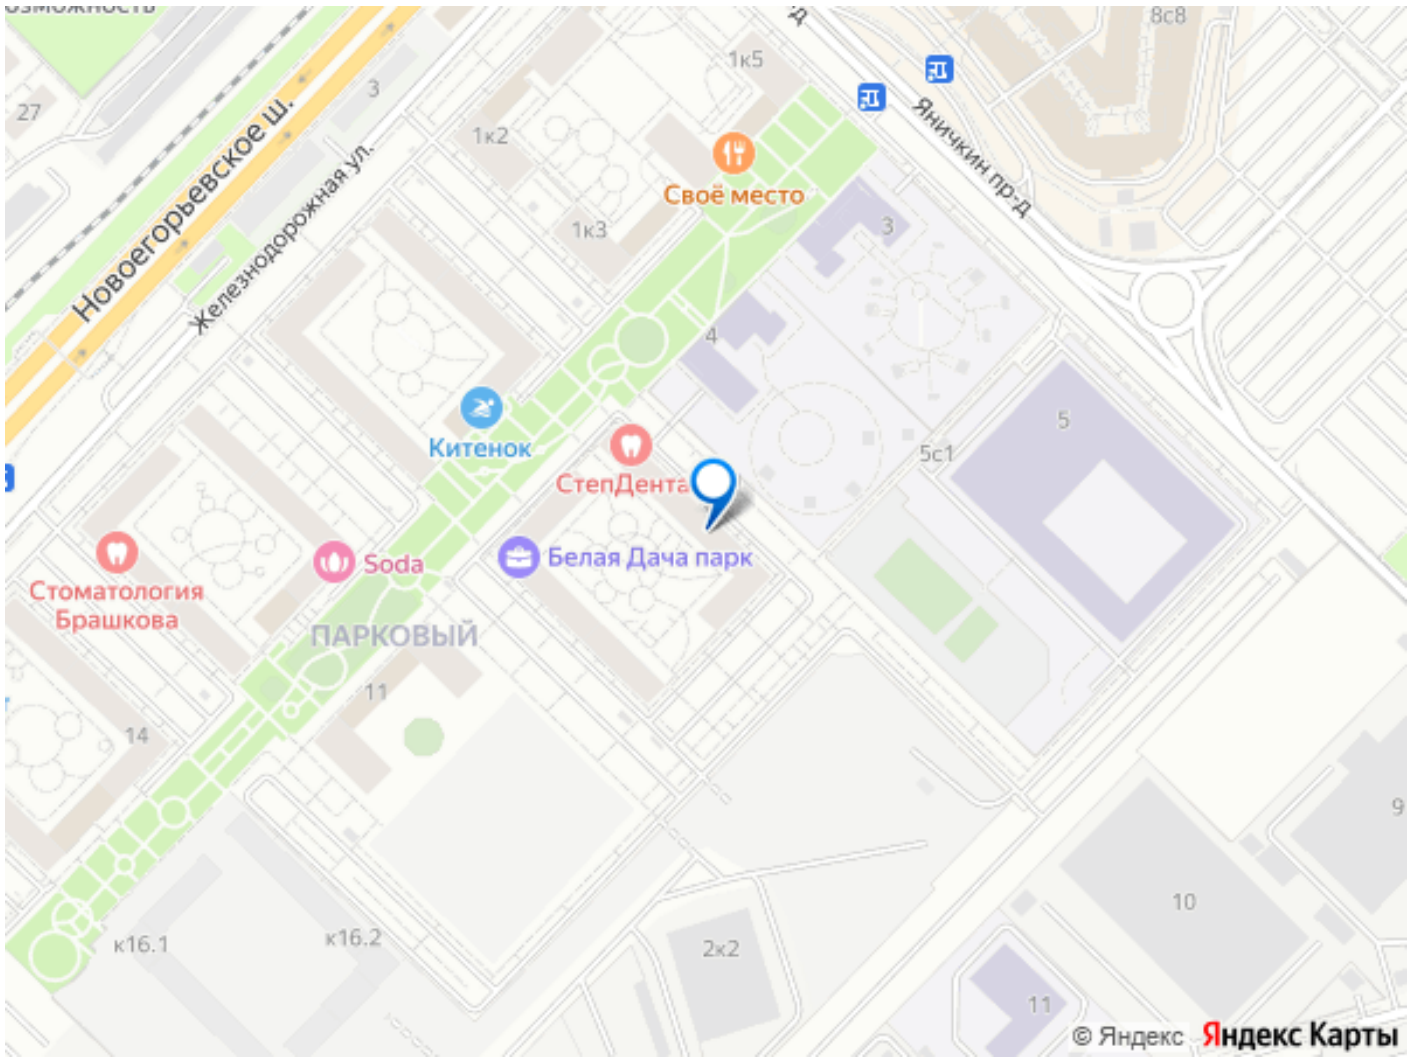 озможность
8с8
1к5
3
27
1к2
Новоегорьевское ш.
Железнодорожная ул.
Яничкин пр-д
Своё место
1к3
3
4
Китенок
5
5с1
СтепДента
Белая Дача парк
Soda
Стоматология
Брашкова
ПАРКОВЫЙ
11
14
9
10
к16.1
к16.2
2к2
11
© Яндекс Яндекс Карты